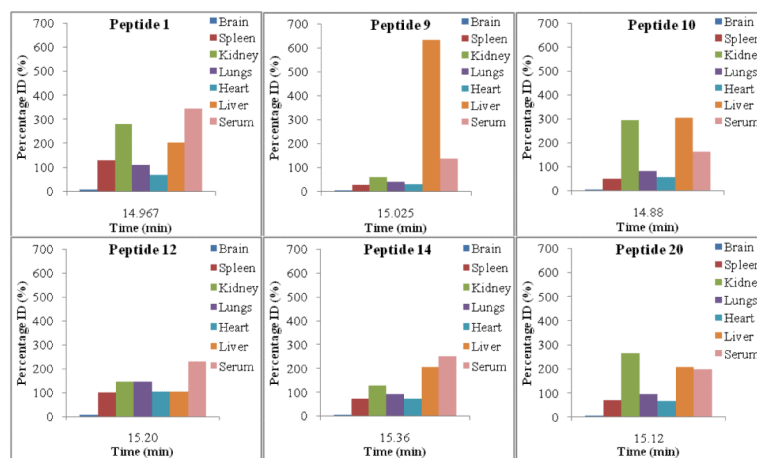 Peptide 1
Percentage ID (%)
700
600
500
400
300
200
100
0
14.967
Time (min)
Brain
Spleen
Kidney
Lungs
Heart
Liver
Serum
Peptide 9
Percentage ID (%)
700
600
500
400
300
200
100
0
15.025
Time (min)
Brain
Spleen
Kidney
Lungs
Heart
Liver
Serum
Peptide 10
Percentage ID (%)
700
600
500
400
300
200
100
0
14.88
Time (min)
Brain
Spleen
Kidney
Lungs
Heart
Liver
Serum
Peptide 12
Percentage ID (%)
700
600
500
400
300
200
100
0
15.20
Time (min)
Brain
Spleen
Kidney
Lungs
Heart
Liver
Serum
Peptide 14
Percentage ID (%)
700
600
500
400
300
200
100
0
15.36
Time (min)
Brain
Spleen
Kidney
Lungs
Heart
Liver
Serum
Peptide 20
Percentage ID (%)
700
600
500
400
300
200
100
0
15.12
Time (min)
Brain
Spleen
Kidney
Lungs
Heart
Liver
Serum